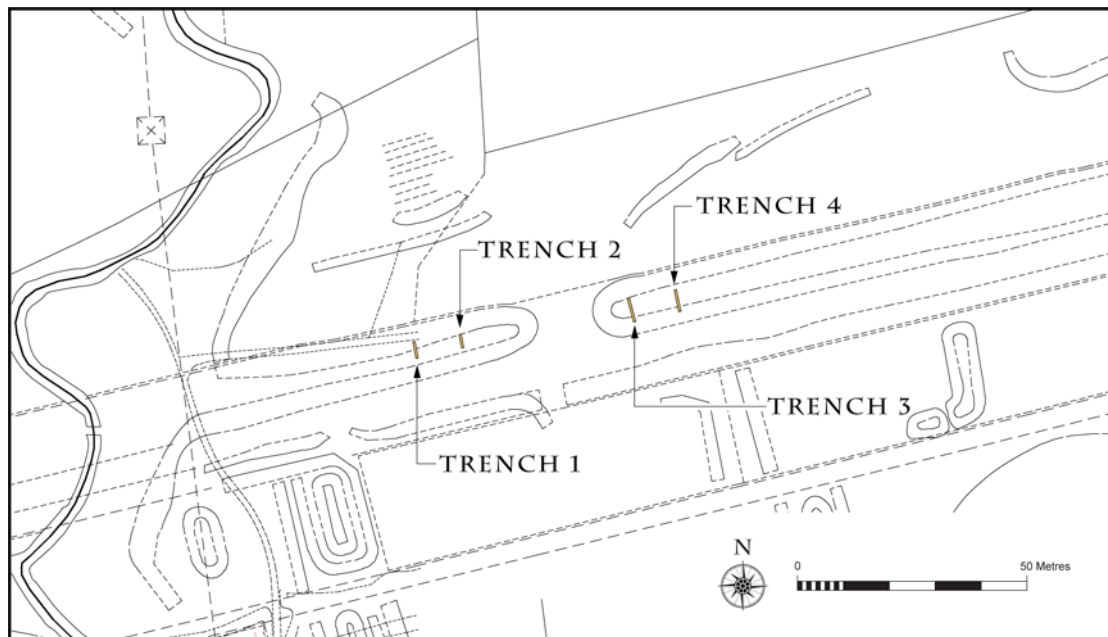 TRENCH 4
TRENCH 2
TRENCH 3
TRENCH 1
N
0
50 Metres